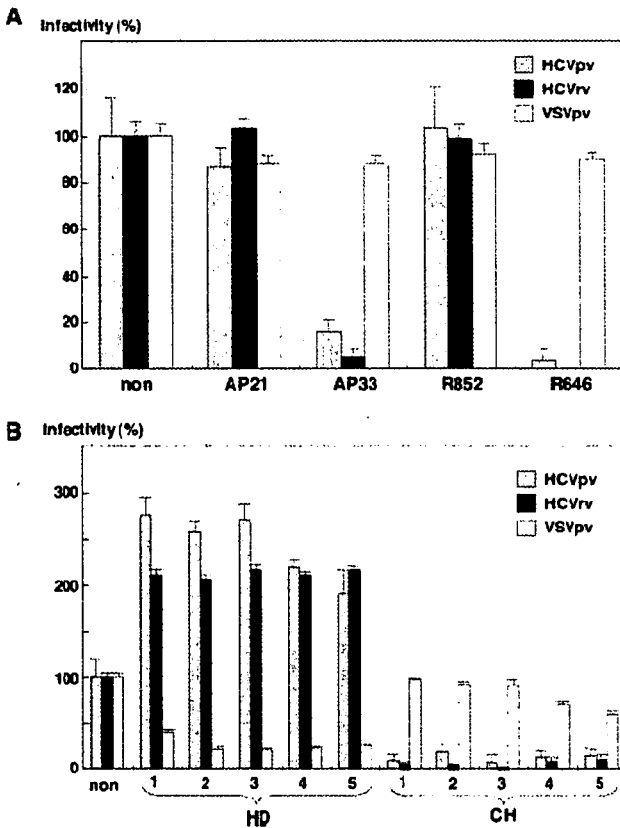 A
Infectivity (%)
HCVpv
HCVrv
VSVpv
120
100
80
60
40
20
0
non AP21 AP33 R852 R646
B
Infectivity (%)
HCVpv
HCVrv
VSVpv
300
200
100
0
non 1 2 3 4 5 1 2 3 4 5
HD CH